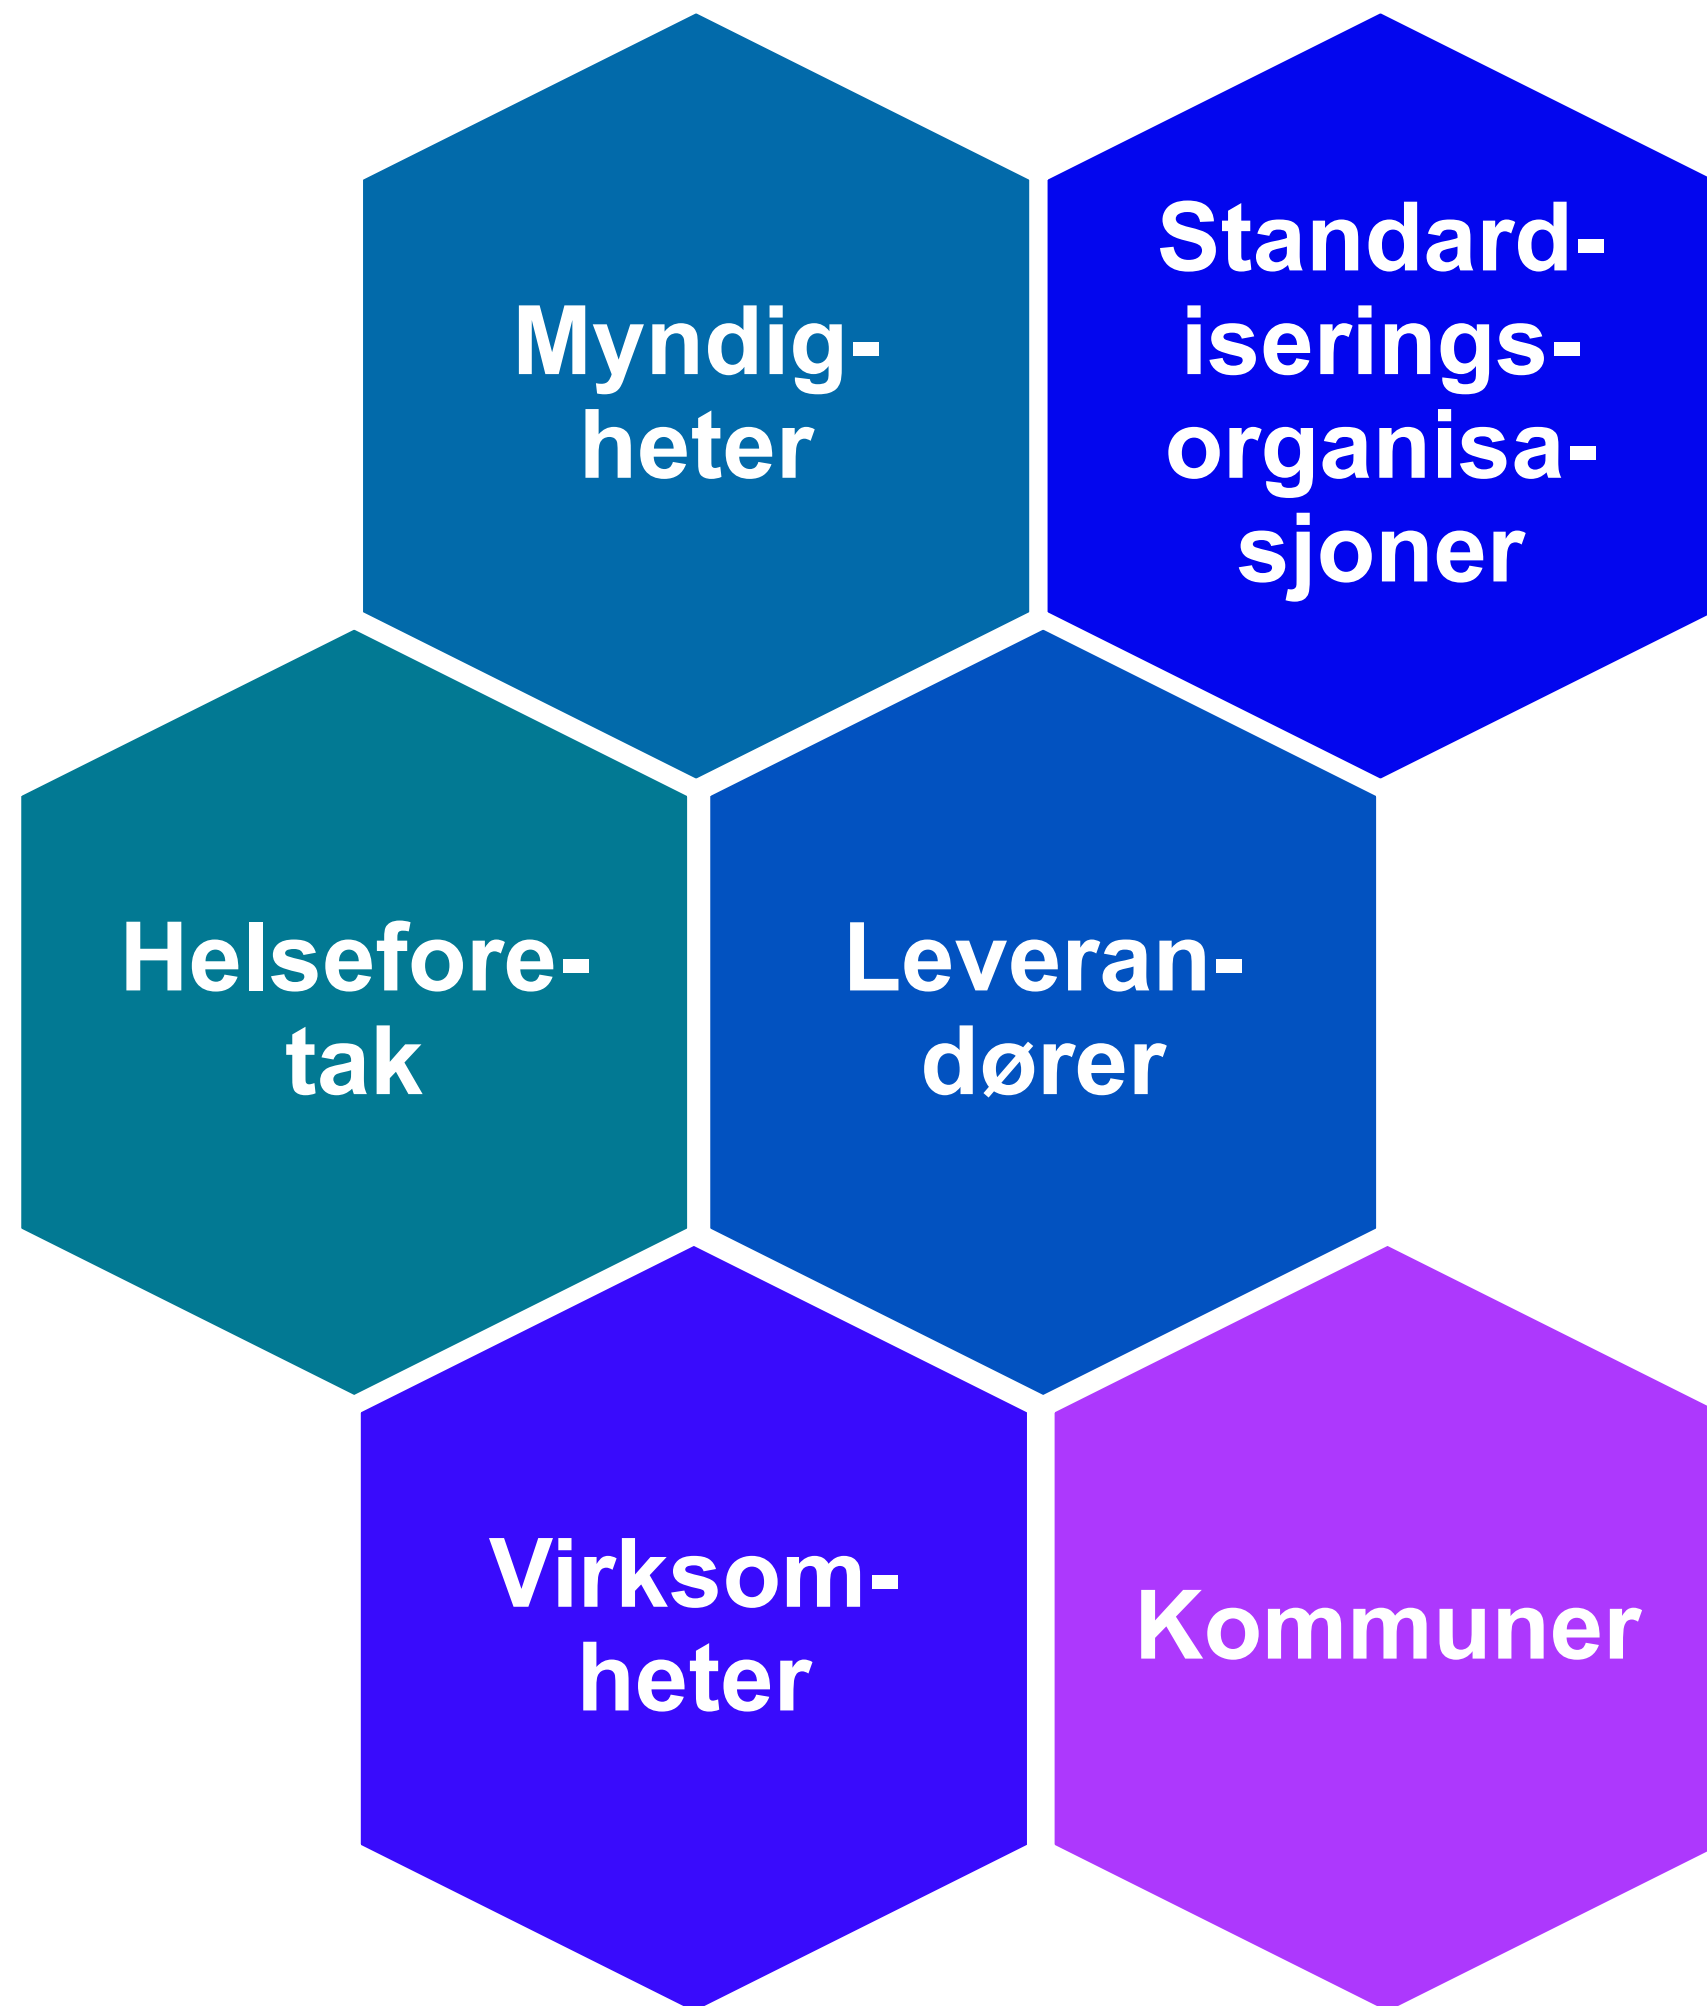 Myndig-
heter
Standard-
iserings-
organisa-
sjoner
Helsefore-
tak
Leveran-
dører
Virksom-
heter
Kommuner